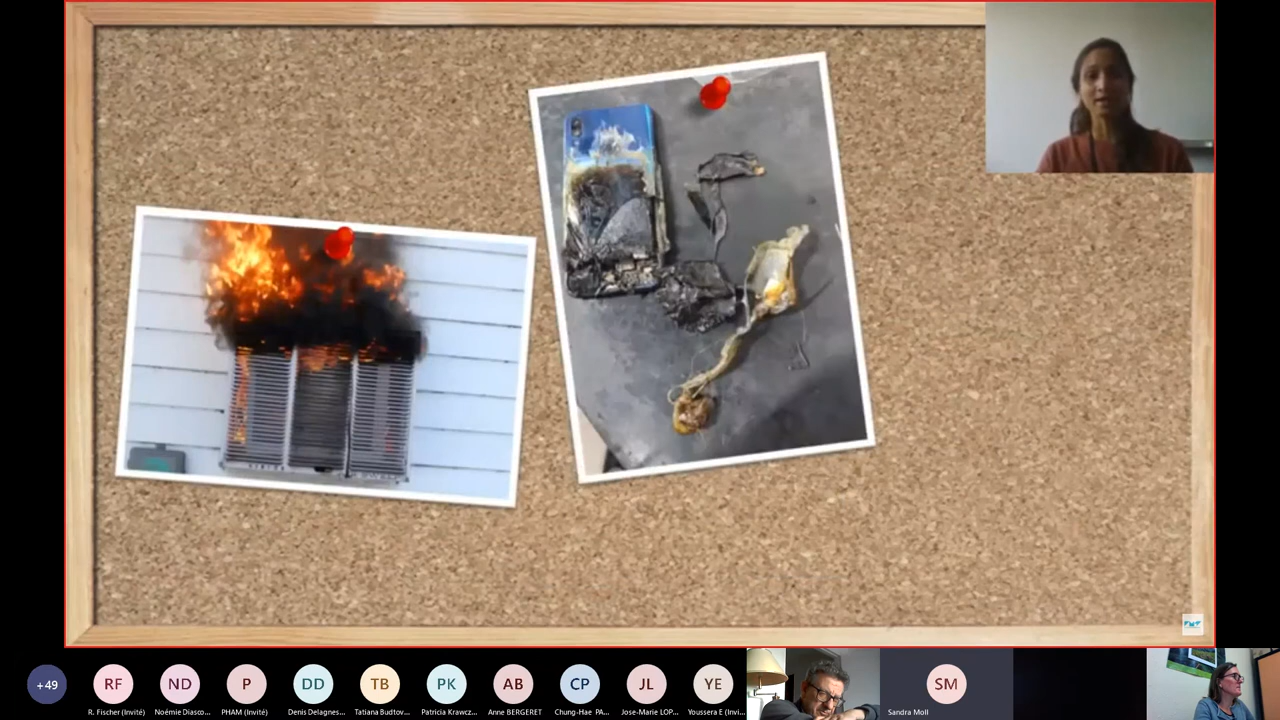 +49
RF
ND
P
DD
TB
PK
AB
CP
JL
YE
SM
R. Fischer (Invité)
Noémie Diasco...
PHAM (Invité)
Denis Delagnes...
Tatiana Budtov...
Patricia Krawcz...
Anne BERGERET
Chung-Hae PA...
Jose-Marie LOP...
Youssera E (Invi...
Sandra Moll